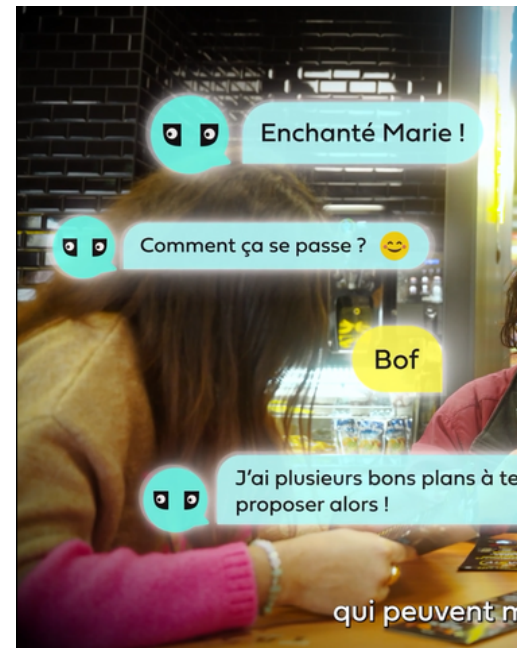 Enchanté Marie !
Comment ça se passe ? 😊
Bof
J'ai plusieurs bons plans à te
proposer alors !
qui peuvent